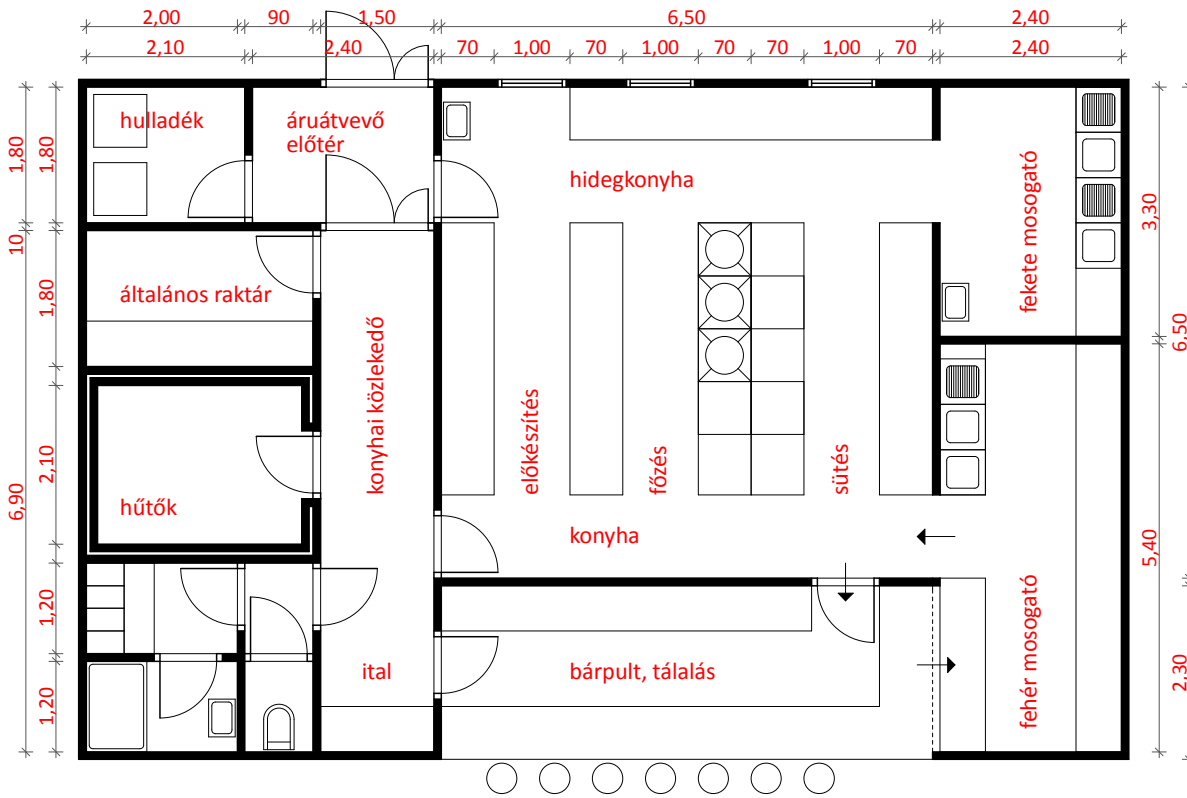 2,00 90 1,50 6,50 2,40
2,10 2,40 70 1,00 70 1,00 70 70 1,00 70 2,40
hulladék
áruátvevő
előtér
hidegkonyha
fekete mosogató
általános raktár
konyhai közlekedő
előkészítés
főzés
sütés
hűtők
konyha
ital
bárpult, tálalás
fehér mosogató
1,80
10
6,90
1,80
1,80
2,10
1,20
1,20
3,30
5,40
6,50
2,30